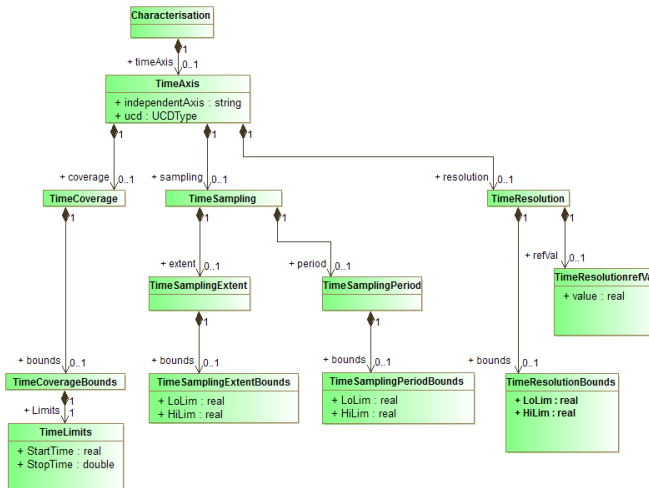 Characterisation
1
+ timeAxis
0..1
TimeAxis
+ independentAxis : string
+ ucd : UCDType
1
1
1
+ coverage
0..1
+ sampling
0..1
+ resolution
0..1
TimeCoverage
TimeSampling
TimeResolution
1
1
1
1
1
+ extent
0..1
+ period
0..1
+ refVal
0..1
TimeSamplingExtent
TimeSamplingPeriod
TimeResolutionrefVa
+ value : real
1
1
+ bounds
0..1
+ bounds
0..1
+ bounds
0..1
+ bounds
0..1
TimeCoverageBounds
TimeSamplingExtentBounds
+ LoLim : real
+ HiLim : real
TimeSamplingPeriodBounds
+ LoLim : real
+ HiLim : real
TimeResolutionBounds
+ LoLim : real
+ HiLim : real
1
+ Limits
1
TimeLimits
+ StartTime : real
+ StopTime : double